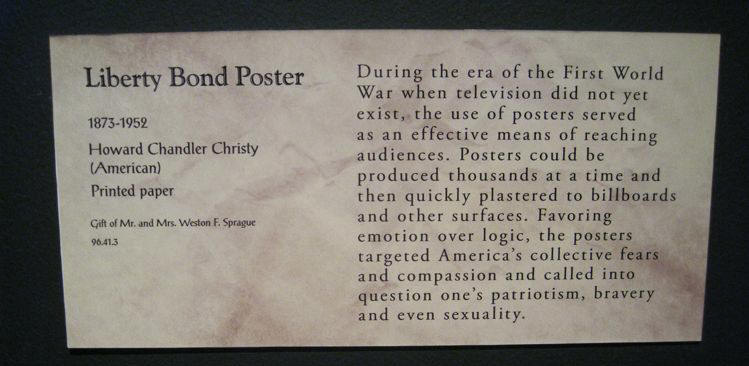 Liberty Bond Poster
1873-1952
Howard Chandler Christy
(American)
Printed paper
Gift of Mr. and Mrs. Weston F. Sprague
96.41.3
During the era of the First World
War when television did not yet
exist, the use of posters served
as an effective means of reaching
audiences. Posters could be
produced thousands at a time and
then quickly plastered to billboards
and other surfaces. Favoring
emotion over logic, the posters
targeted America's collective fears
and compassion and called into
question one's patriotism, bravery
and even sexuality.